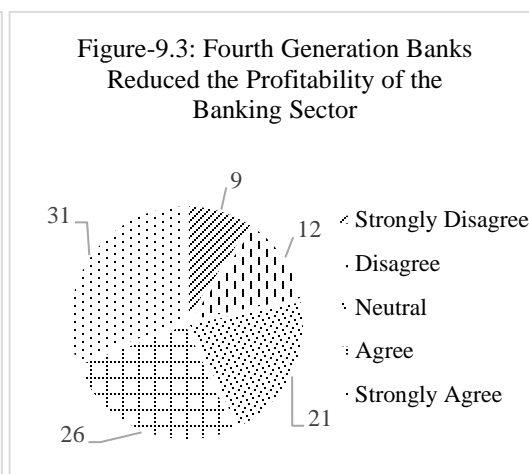 Figure-9.3: Fourth Generation Banks
Reduced the Profitability of the
Banking Sector
9
31
12
Strongly Disagree
Disagree
Neutral
Agree
Strongly Agree
21
26